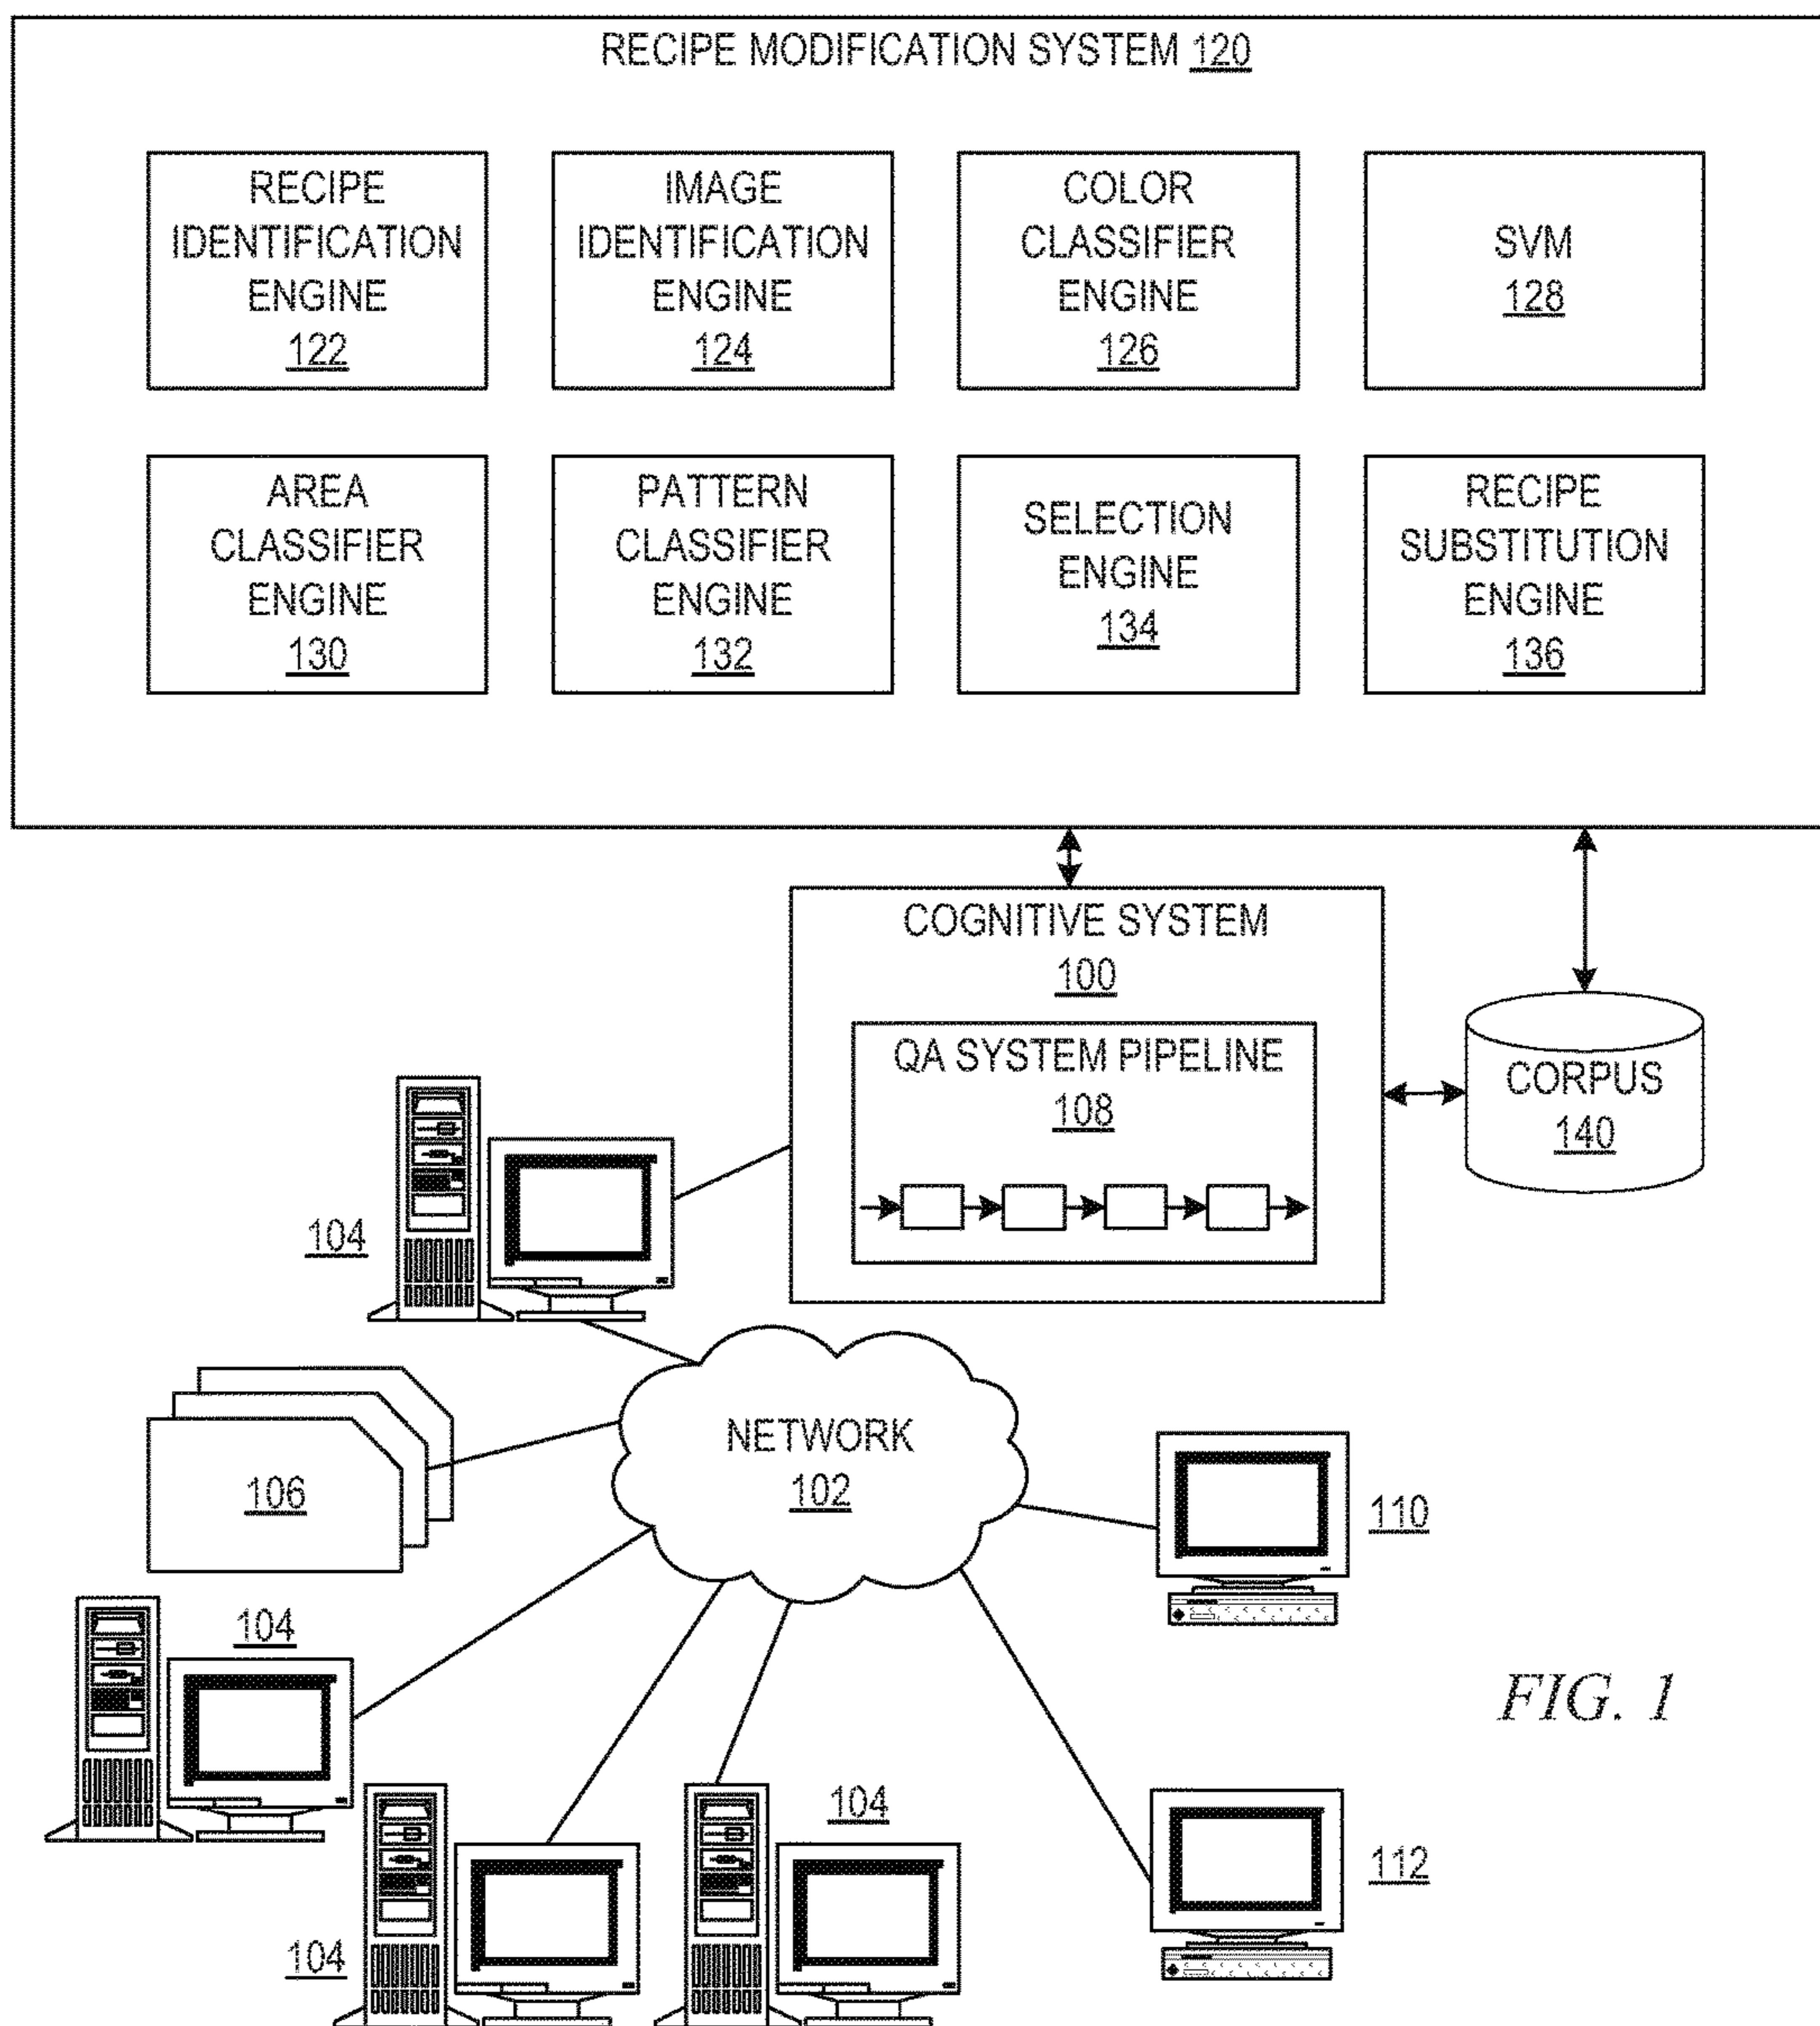 RECIPE MODIFICATION SYSTEM 120
RECIPE
IDENTIFICATION
ENGINE
122
IMAGE
IDENTIFICATION
ENGINE
124
COLOR
CLASSIFIER
ENGINE
126
SVM
128
AREA
CLASSIFIER
ENGINE
130
PATTERN
CLASSIFIER
ENGINE
132
SELECTION
ENGINE
134
RECIPE
SUBSTITUTION
ENGINE
136
COGNITIVE SYSTEM
100
QA SYSTEM PIPELINE
108
CORPUS
140
104
NETWORK
102
106
110
104
FIG. 1
104
112
104